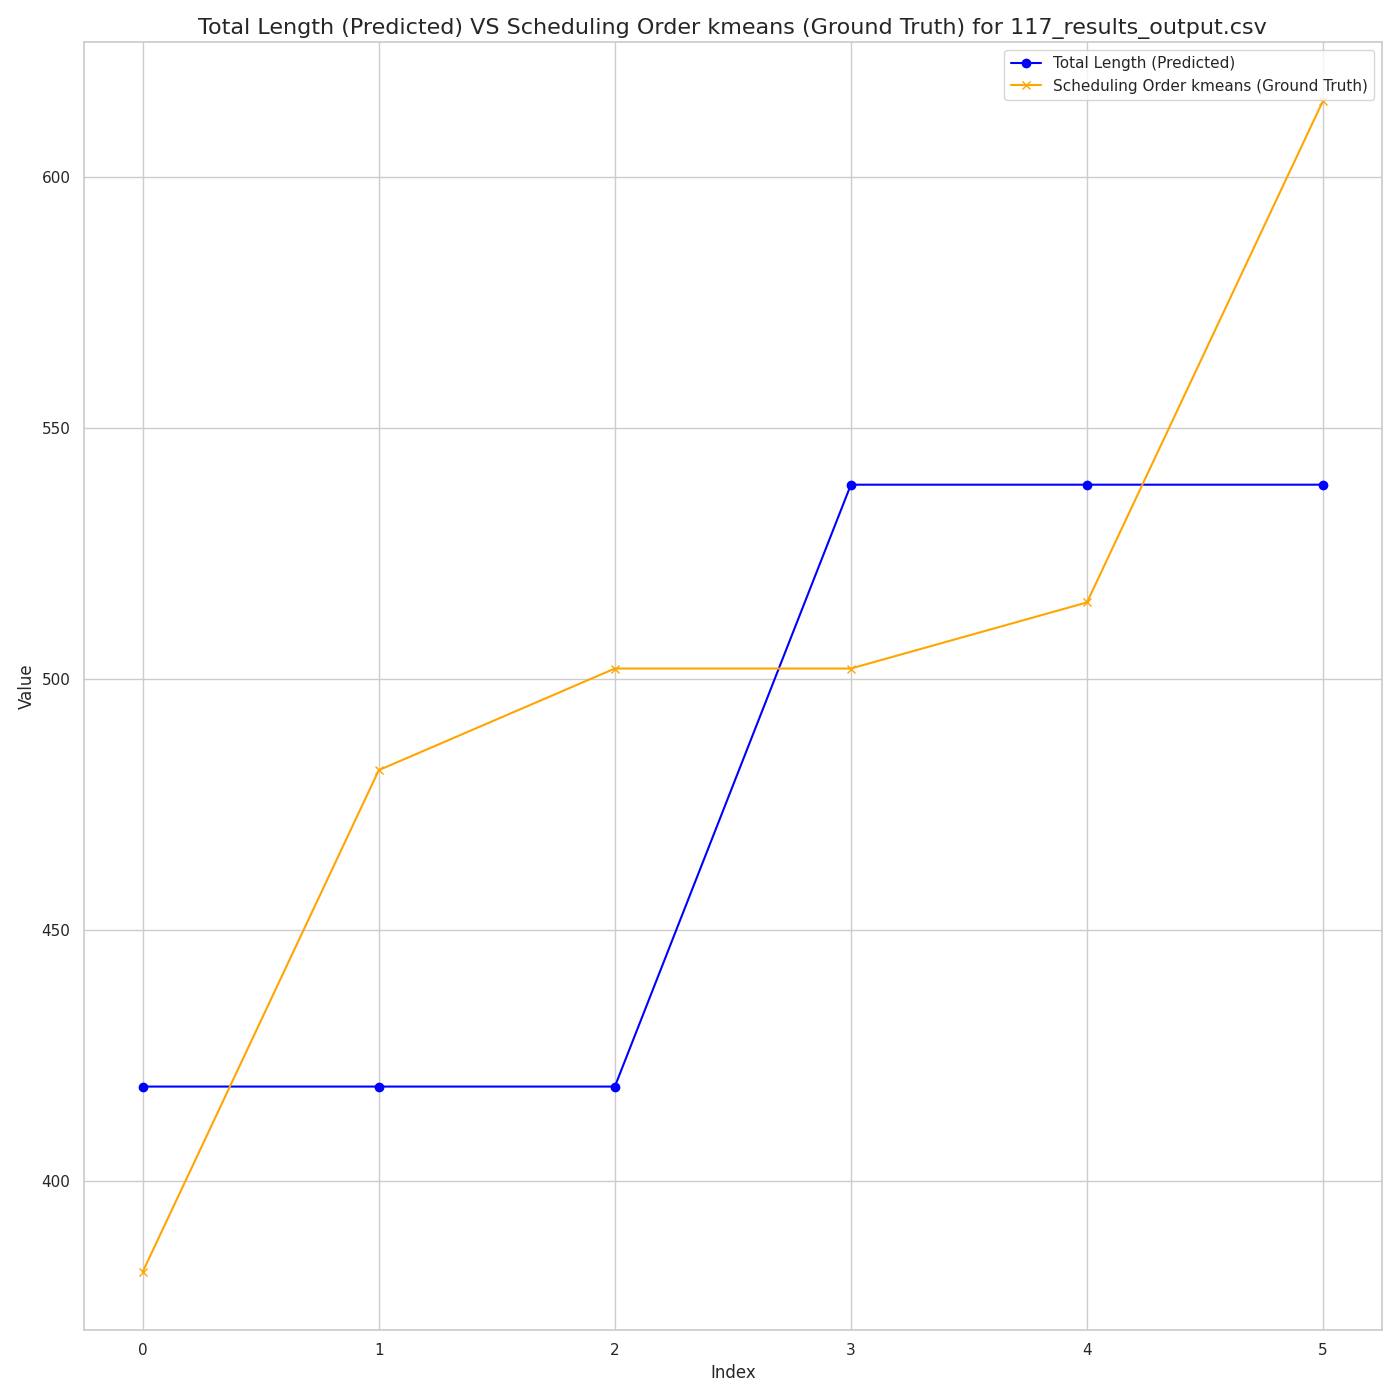 Total Length (Predicted) VS Scheduling Order kmeans (Ground Truth) for 117_results_output.csv
Total Length (Predicted)
Scheduling Order kmeans (Ground Truth)
600
550
500
450
400
Value
0 1 2 3 4 5
Index